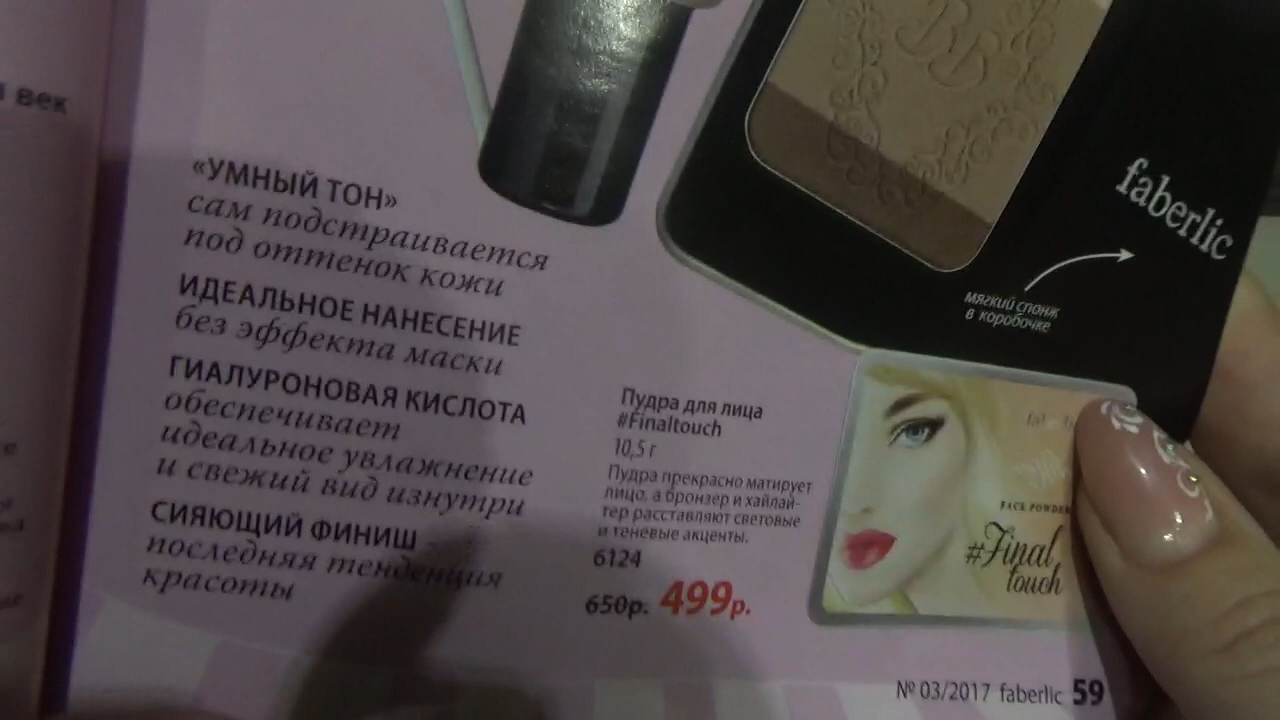 век
«УМНЫЙ ТОН»
сам подстраивается
под оттенок кожи
ИДЕАЛЬНОЕ НАНЕСЕНИЕ
без эффекта маски
ГИАЛУРОНОВАЯ КИСЛОТА
обеспечивает
идеальное увлажнение
и свежий вид изнутри
СИЯЮЩИЙ ФИНИШ
последняя тенденция
красоты
faberlic
мягкий спонж
в коробочке
Пудра для лица
#Finaltouch
10,5 г
Пудра прекрасно матирует
лицо, а бронзер и хайлай-
тер расставляют световые
и теневые акценты.
6124
650р. 499р.
FACE POWDER
#Final
touch
№ 03/2017 faberlic 59